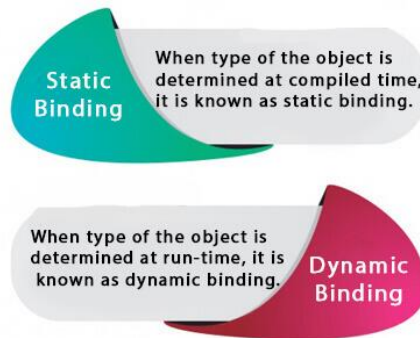 Static
Binding
When type of the object is
determined at compiled time,
it is known as static binding.
When type of the object is
determined at run-time, it is
known as dynamic binding.
Dynamic
Binding